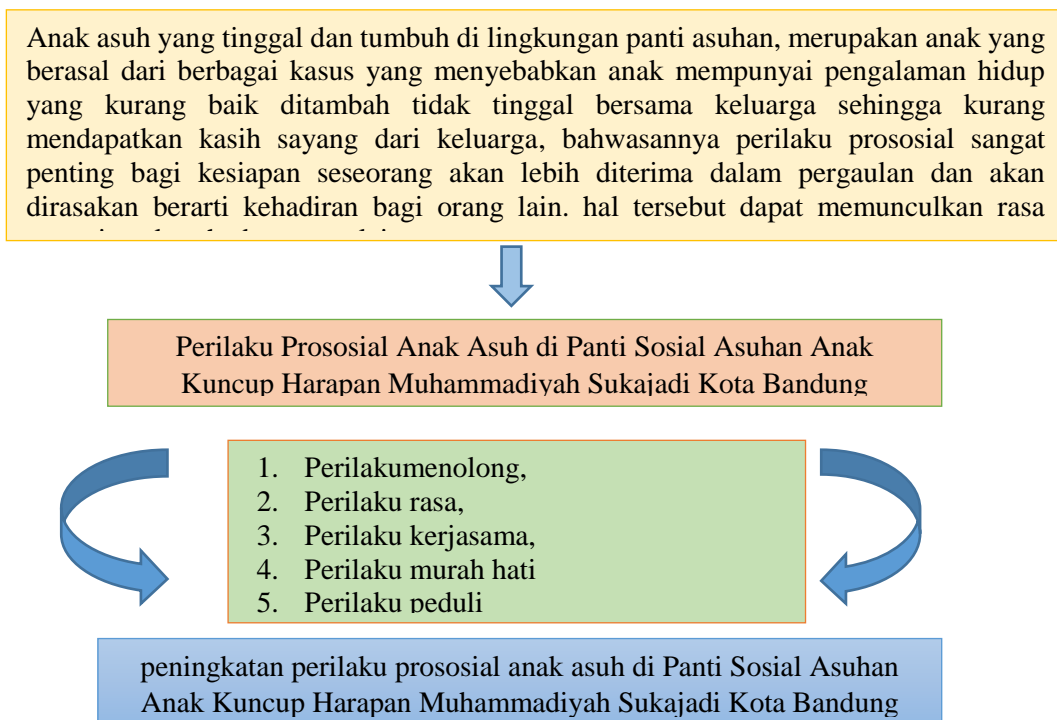 Anak asuh yang tinggal dan tumbuh di lingkungan panti asuhan, merupakan anak yang
berasal dari berbagai kasus yang menyebabkan anak mempunyai pengalaman hidup
yang kurang baik ditambah tidak tinggal bersama keluarga sehingga kurang
mendapatkan kasih sayang dari keluarga, bahwasannya perilaku prososial sangat
penting bagi kesiapan seseorang akan lebih diterima dalam pergaulan dan akan
dirasakan berarti kehadiran bagi orang lain. hal tersebut dapat memunculkan rasa
Perilaku Prososial Anak Asuh di Panti Sosial Asuhan Anak
Kuncup Harapan Muhammadiyah Sukajadi Kota Bandung
1. Perilakumenolong,
2. Perilaku rasa,
3. Perilaku kerjasama,
4. Perilaku murah hati
5. Perilaku peduli
peningkatan perilaku prososial anak asuh di Panti Sosial Asuhan
Anak Kuncup Harapan Muhammadiyah Sukajadi Kota Bandung